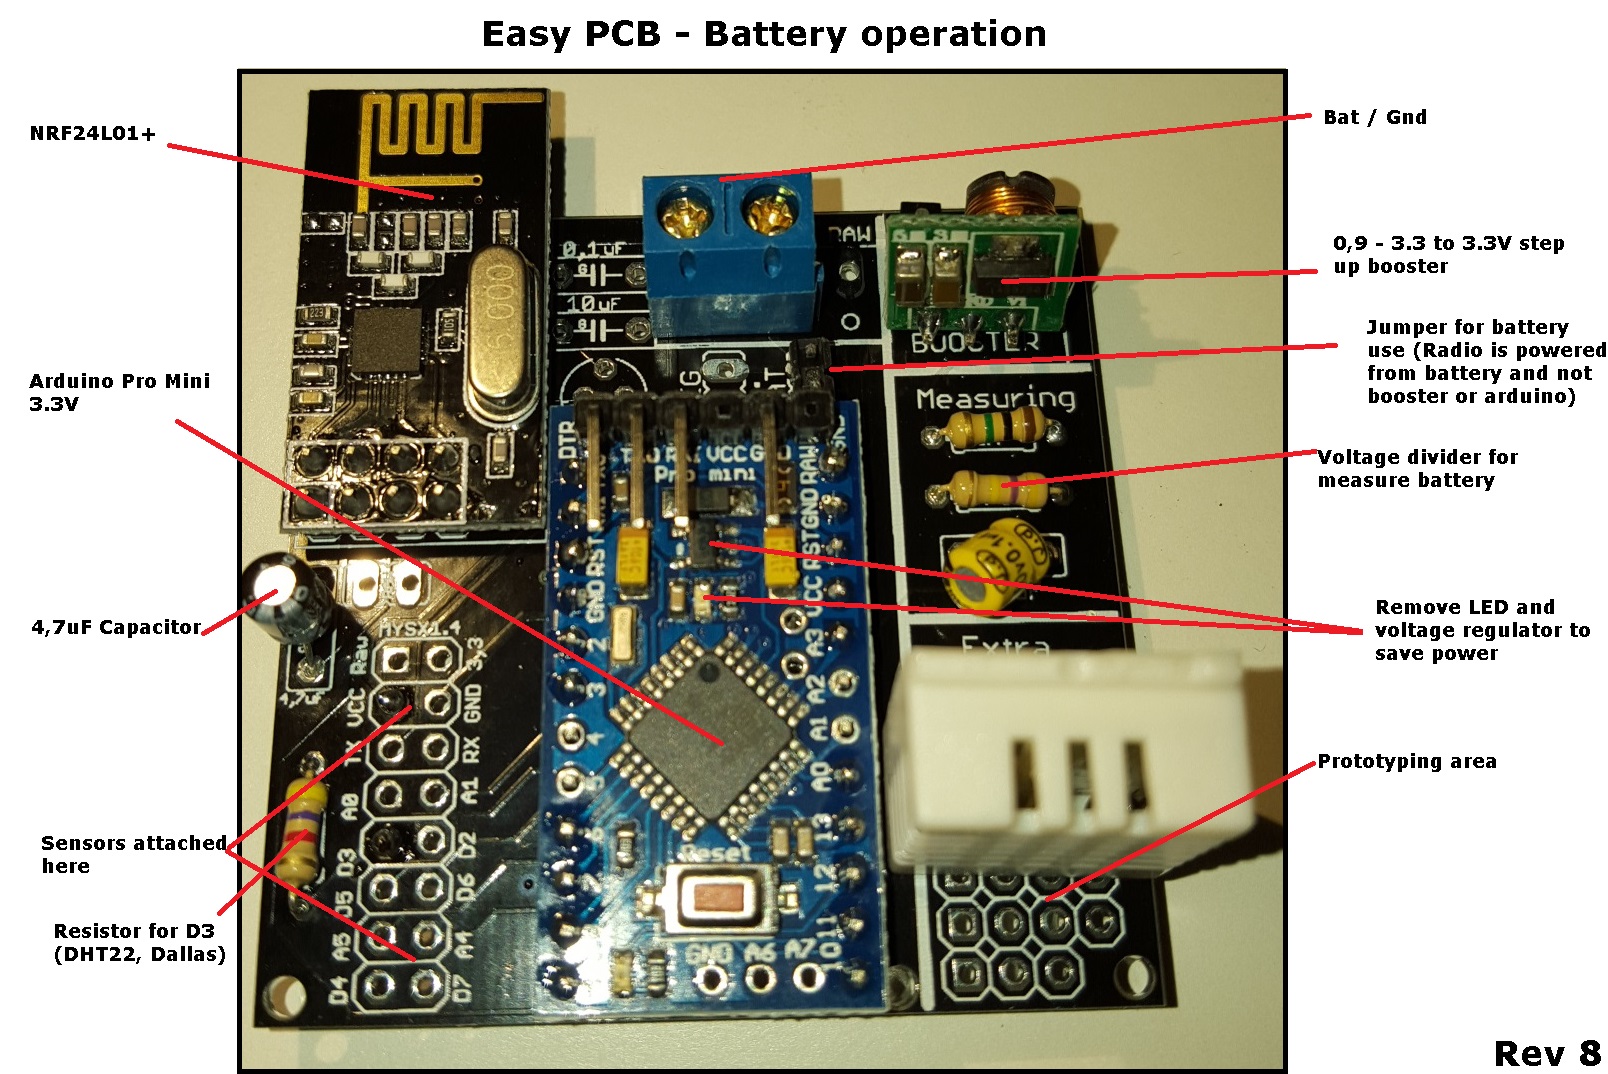 Easy PCB - Battery operation
NRF24L01+
Bat / Gnd
0,9 - 3.3 to 3.3V step
up booster
Jumper for battery
use (Radio is powered
from battery and not
booster or arduino)
Arduino Pro Mini
3.3V
Voltage divider for
measure battery
4,7uF Capacitor
Remove LED and
voltage regulator to
save power
Prototyping area
Sensors attached
here
Resistor for D3
(DHT22, Dallas)
Rev 8
0,1uF
10uF
RAW
BOOSTER
Measuring
Extra
DTR
VCC
Pro mini
RAW
GND
RST
VCC
A3
A2
A1
A0
13
12
11
10
RST
GND
2
3
4
5
6
7
Reset
GND A6 A7
MYSX1.4
Raw
3,3
VCC
GND
TX
RX
A0
A1
D3
D2
D5
D6
A5
A4
D4
D7
4,7uF
223